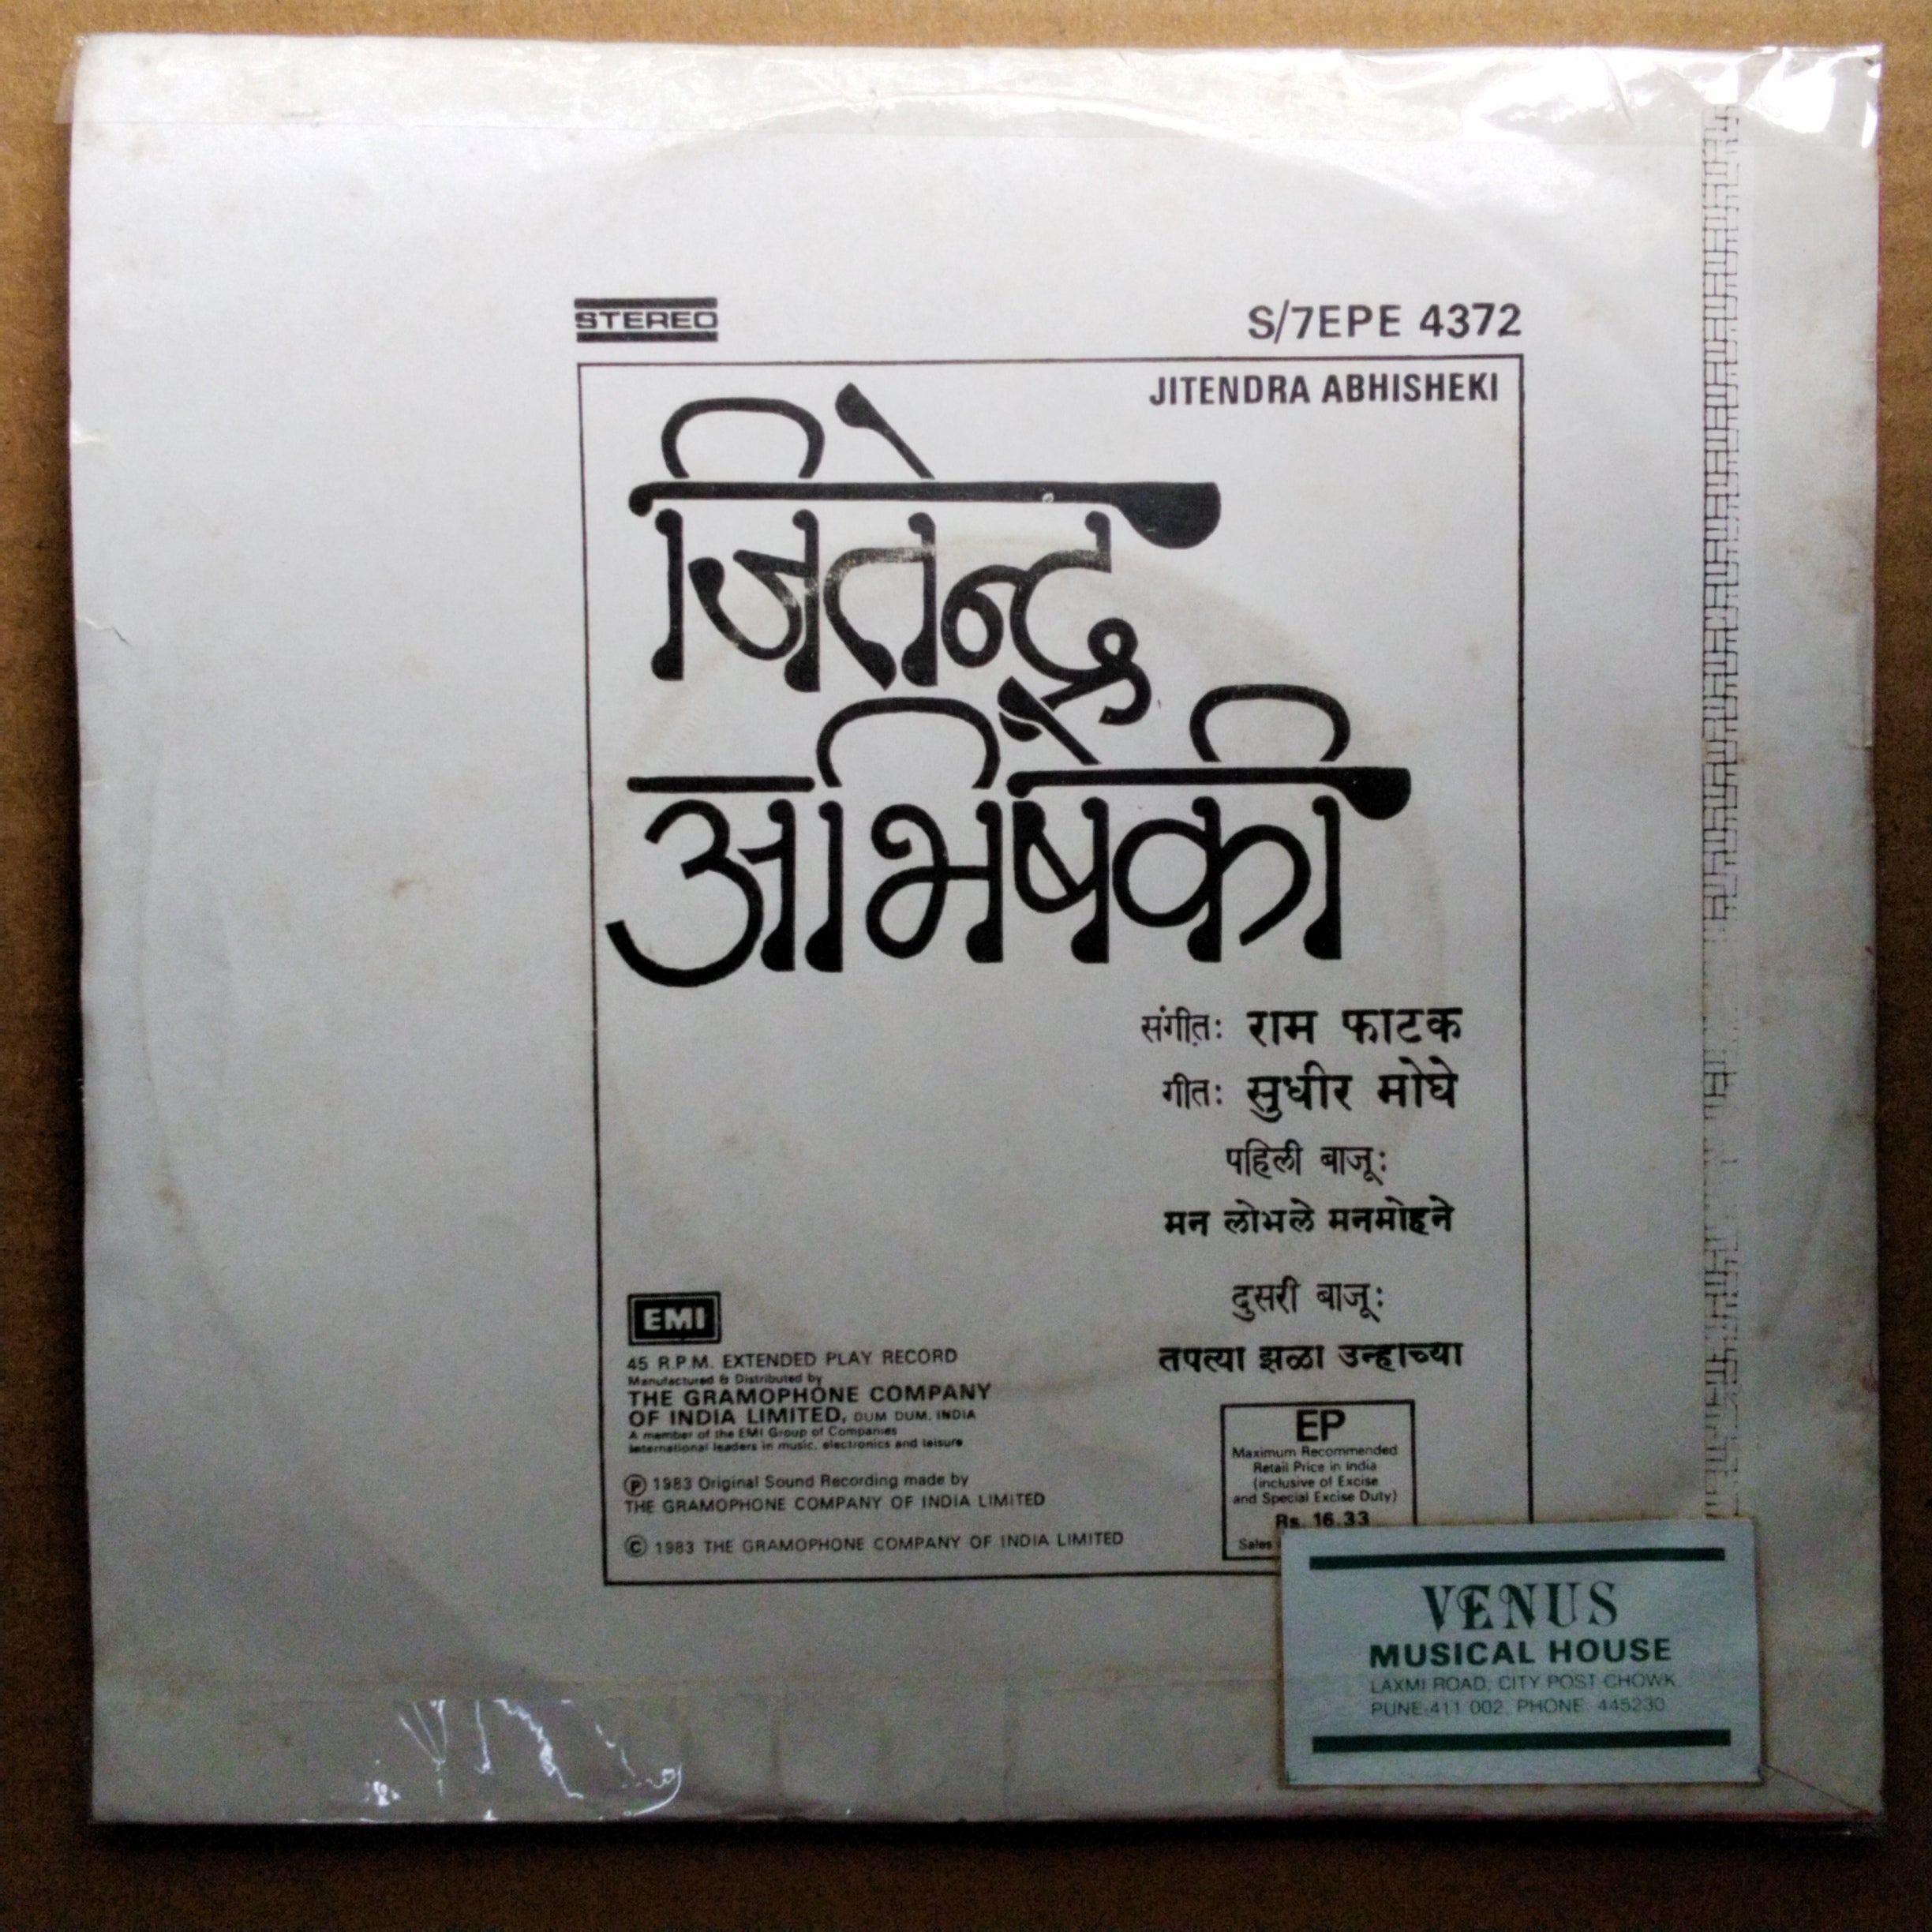 STEREO
S/7EPE 4372
JITENDRA ABHISHEKI
जितेन्द्र
अभिषेकी
संगीत: राम फाटक
गीत: सुधीर मोघे
पहिली बाजू:
मन लोभले मनमोहने
दुसरी बाजू:
तपत्या झळा उन्हाच्या
EMI
45 R.P.M. EXTENDED PLAY RECORD
Manufactured & Distributed by
THE GRAMOPHONE COMPANY
OF INDIA LIMITED, DUM DUM, INDIA
A member of the EMI Group of Companies
International leaders in music, electronics and leisure
Ⓟ 1983 Original Sound Recording made by
THE GRAMOPHONE COMPANY OF INDIA LIMITED
© 1983 THE GRAMOPHONE COMPANY OF INDIA LIMITED
EP
Maximum Recommended
Retail Price in India
(inclusive of Excise
and Special Excise Duty)
Rs. 16.33
Sales
VENUS
MUSICAL HOUSE
LAXMI ROAD, CITY POST CHOWK,
PUNE-411 002. PHONE: 445230